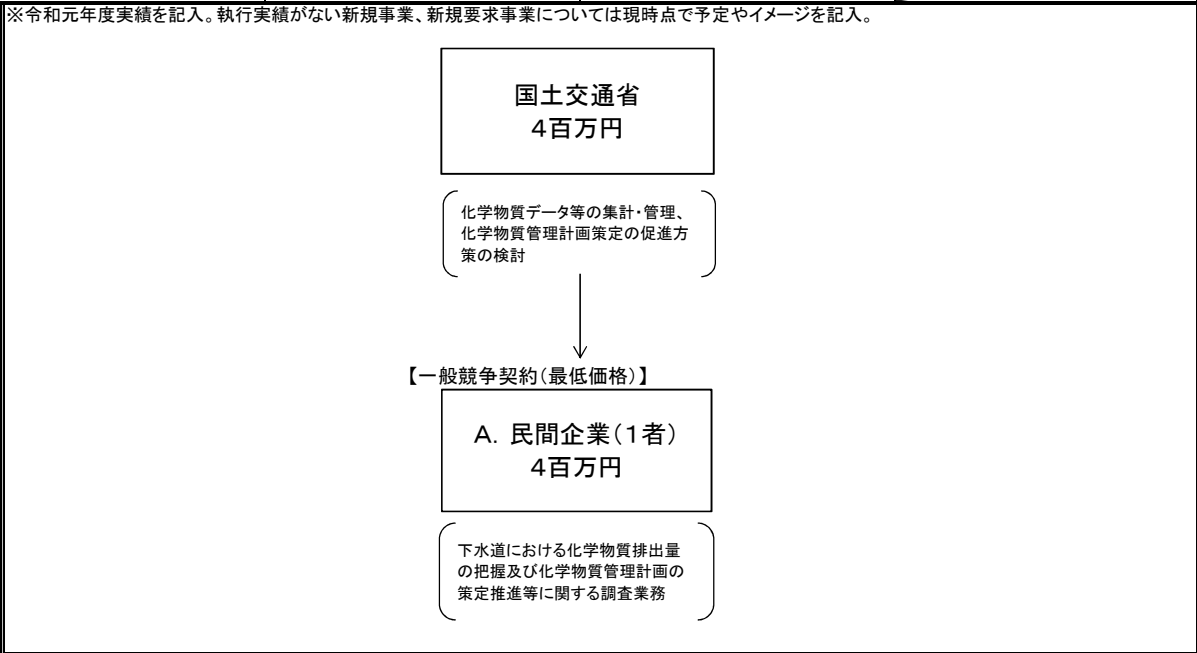 ※令和元年度実績を記入。執行実績がない新規事業、新規要求事業については現時点で予定やイメージを記入。
国土交通省
4百万円
化学物質データ等の集計・管理、
化学物質管理計画策定の促進方
策の検討
【一般競争契約(最低価格)】
A. 民間企業(1者)
4百万円
下水道における化学物質排出量
の把握及び化学物質管理計画の
策定推進等に関する調査業務